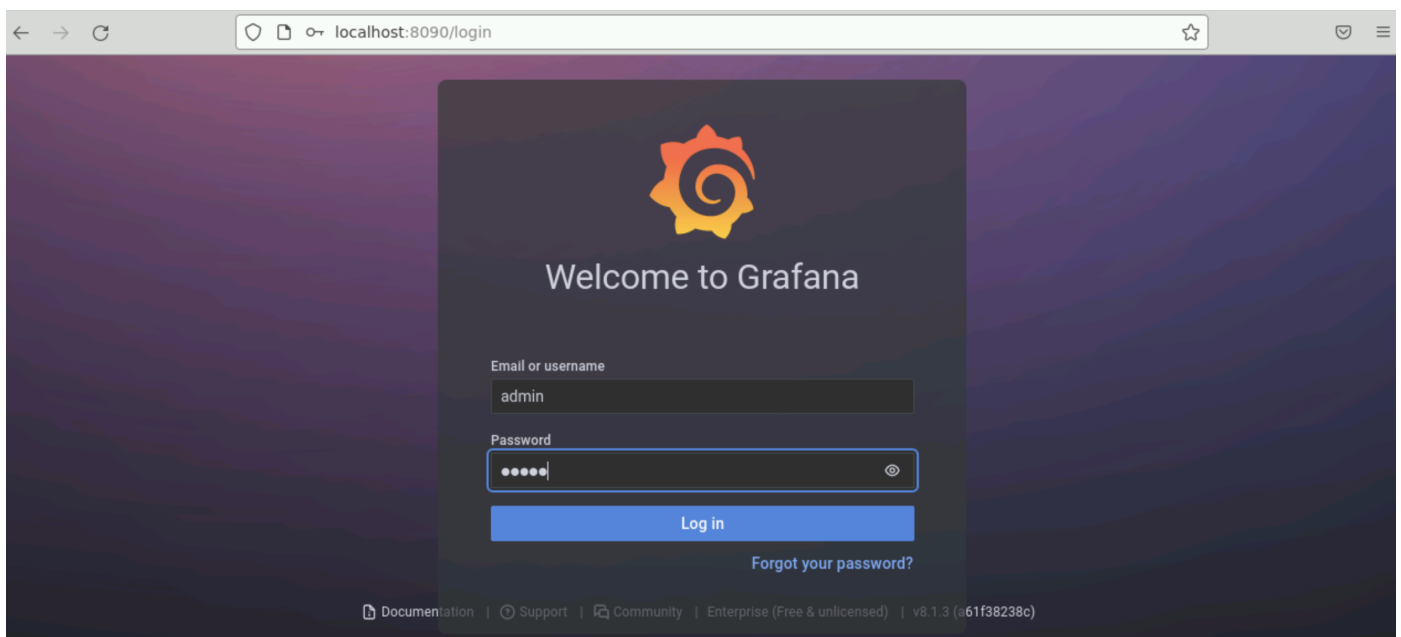 localhost:8090/login
Welcome to Grafana
Email or username
admin
Password
•••••
Log in
Forgot your password?
Documentation | Support | Community | Enterprise (Free & unlicensed) | v8.1.3 (a61f38238c)